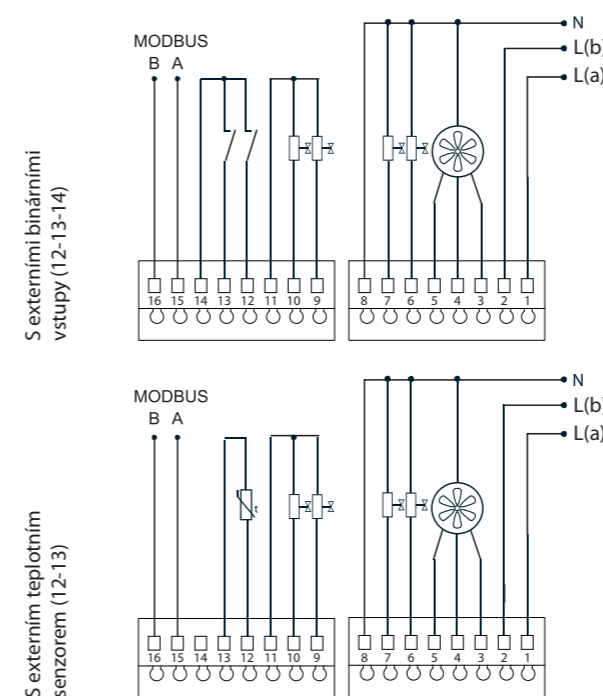 S externími binárními
vstupy (12-13-14)
MODBUS
B A
N
L(b)
L(a)
16 15 14 13 12 11 10 9
8 7 6 5 4 3 2 1
S externím teplotním
senzorem (12-13)
MODBUS
B A
N
L(b)
L(a)
t
16 15 14 13 12 11 10 9
8 7 6 5 4 3 2 1